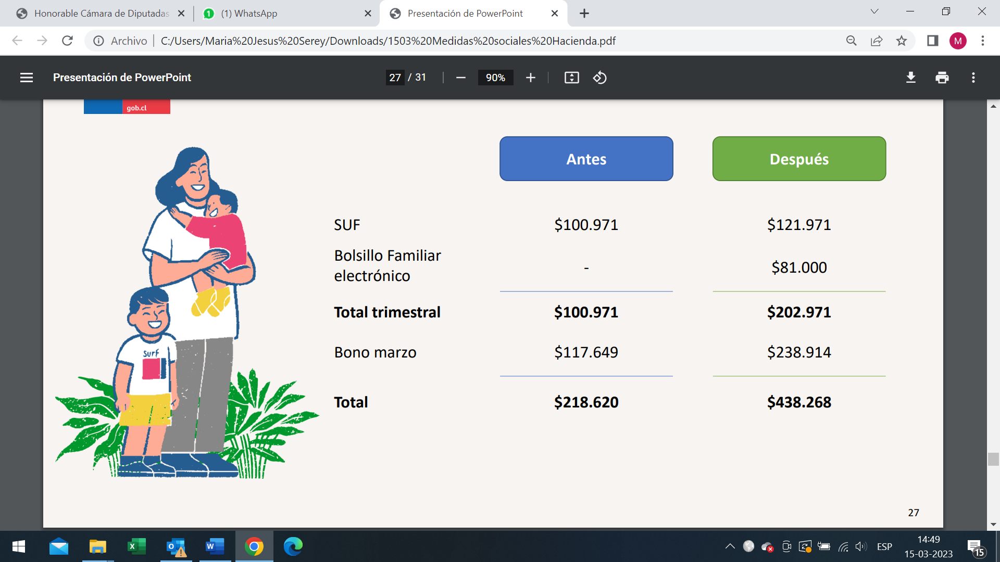 Honorable Cámara de Diputadas
(1) WhatsApp
Presentación de PowerPoint
Archivo
C:/Users/Maria%20Jesus%20Serey/Downloads/1503%20Medidas%20sociales%20Hacienda.pdf
M
Presentación de PowerPoint
27 / 31
90%
gob.cl
Antes
Después
SUF $100.971 $121.971
Bolsillo Familiar
electrónico - $81.000
Total trimestral $100.971 $202.971
Bono marzo $117.649 $238.914
Total $218.620 $438.268
Surf
27
ESP
14:49
15-03-2023
15